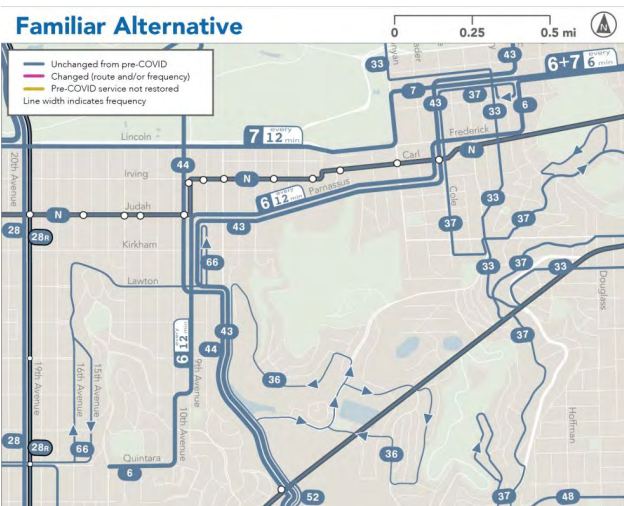 Familiar Alternative
0 0.25 0.5 mi
Unchanged from pre-COVID
Changed (route and/or frequency)
Pre-COVID service not restored
Line width indicates frequency
33
43
6+7 every 6 min
7
43
37
33
6
Lincoln
7 every 12 min
Frederick
Carl
N
20th Avenue
44
Irving
N
Parnassus
6 every 12 min
Cole
33
Judah
N
43
37
37
28
28R
Kirkham
66
33
37
33
Lawton
Douglass
43
37
6 every 12 min
44
9th Avenue
19th Avenue
16th Avenue
15th Avenue
36
10th Avenue
Hoffman
28
28R
66
36
Quintara
6
52
37
48